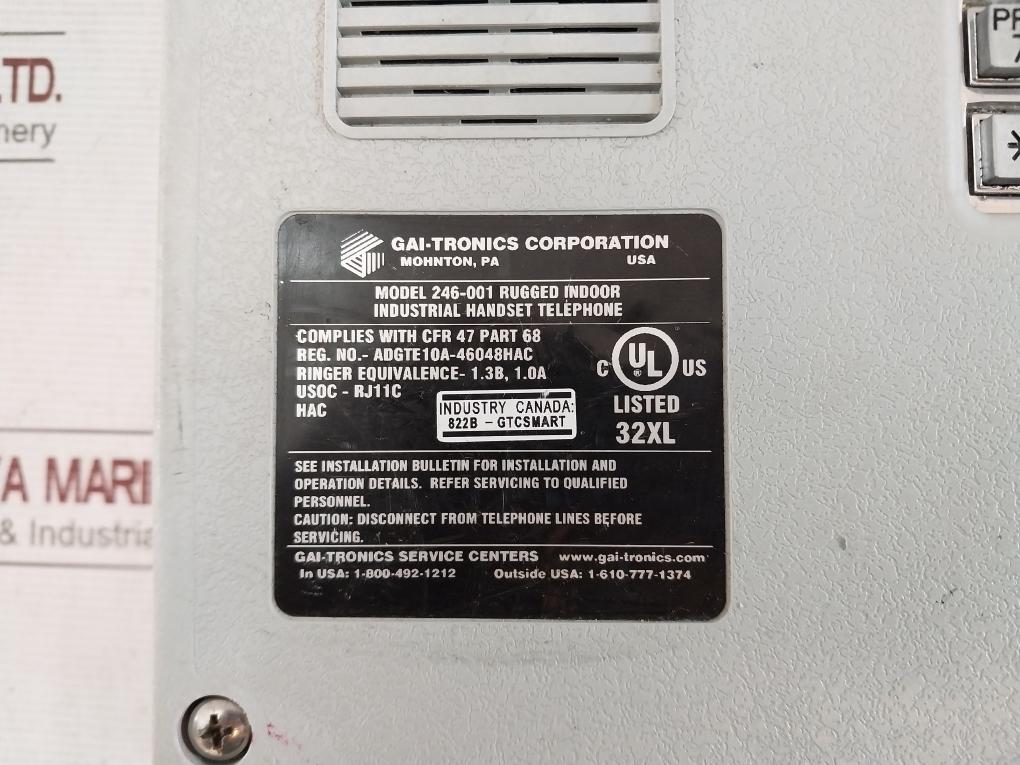 LTD.
nery
A MARI
& Industria
PR
7
*
GAI-TRONICS CORPORATION
MOHNTON, PA USA
MODEL 246-001 RUGGED INDOOR
INDUSTRIAL HANDSET TELEPHONE
COMPLIES WITH CFR 47 PART 68
REG. NO.- ADGTE10A-46048HAC
RINGER EQUIVALENCE- 1.3B, 1.0A
USOC - RJ11C
HAC
INDUSTRY CANADA:
822B - GTCSMART
C UL US
®
LISTED
32XL
SEE INSTALLATION BULLETIN FOR INSTALLATION AND
OPERATION DETAILS. REFER SERVICING TO QUALIFIED
PERSONNEL.
CAUTION: DISCONNECT FROM TELEPHONE LINES BEFORE
SERVICING.
GAI-TRONICS SERVICE CENTERS www.gai-tronics.com
In USA: 1-800-492-1212 Outside USA: 1-610-777-1374